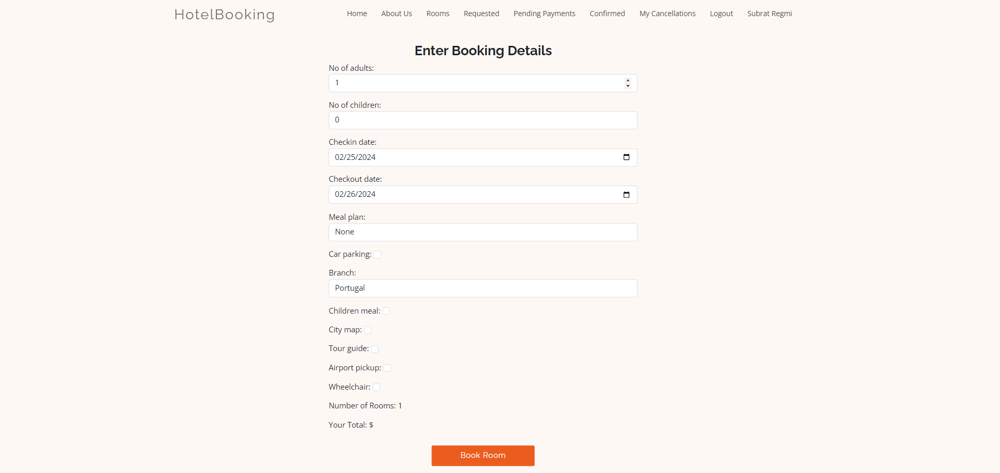 HotelBooking
Home About Us Rooms Requested Pending Payments Confirmed My Cancellations Logout Subrat Regmi
Enter Booking Details
No of adults:
1
No of children:
0
Checkin date:
02/25/2024
Checkout date:
02/26/2024
Meal plan:
None
Car parking:
Branch:
Portugal
Children meal:
City map:
Tour guide:
Airport pickup:
Wheelchair:
Number of Rooms: 1
Your Total: $
Book Room